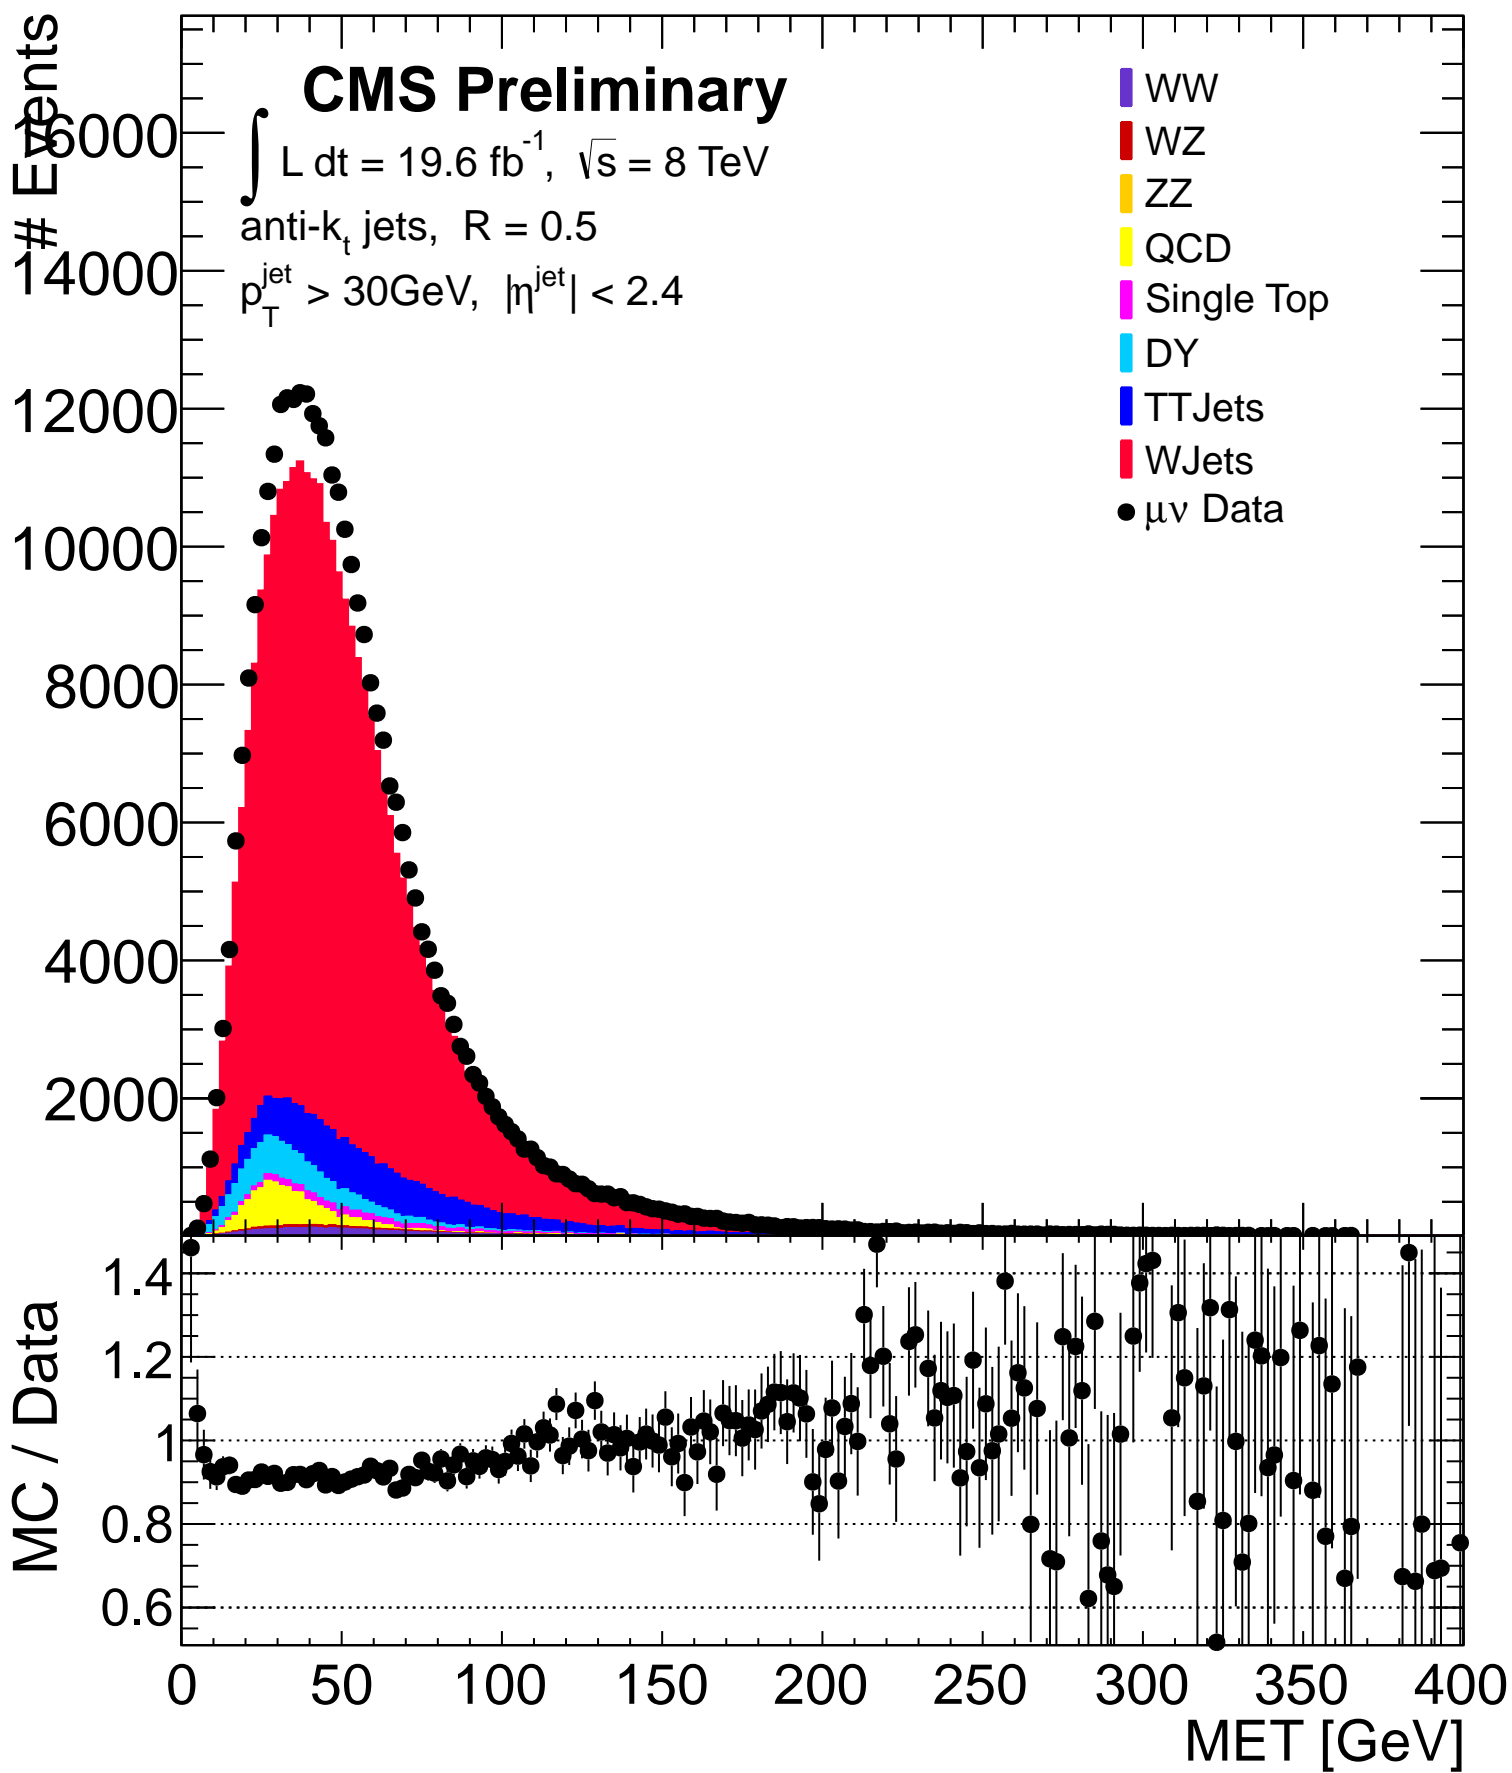 # Events
16000
14000
12000
10000
8000
6000
4000
2000
CMS Preliminary
∫ L dt = 19.6 fb⁻¹, √s = 8 TeV
anti-kₜ jets, R = 0.5
p_T^jet > 30GeV, |η^jet| < 2.4
WW
WZ
ZZ
QCD
Single Top
DY
TTJets
WJets
μν Data
MC / Data
1.4
1.2
1
0.8
0.6
0 50 100 150 200 250 300 350 400
MET [GeV]